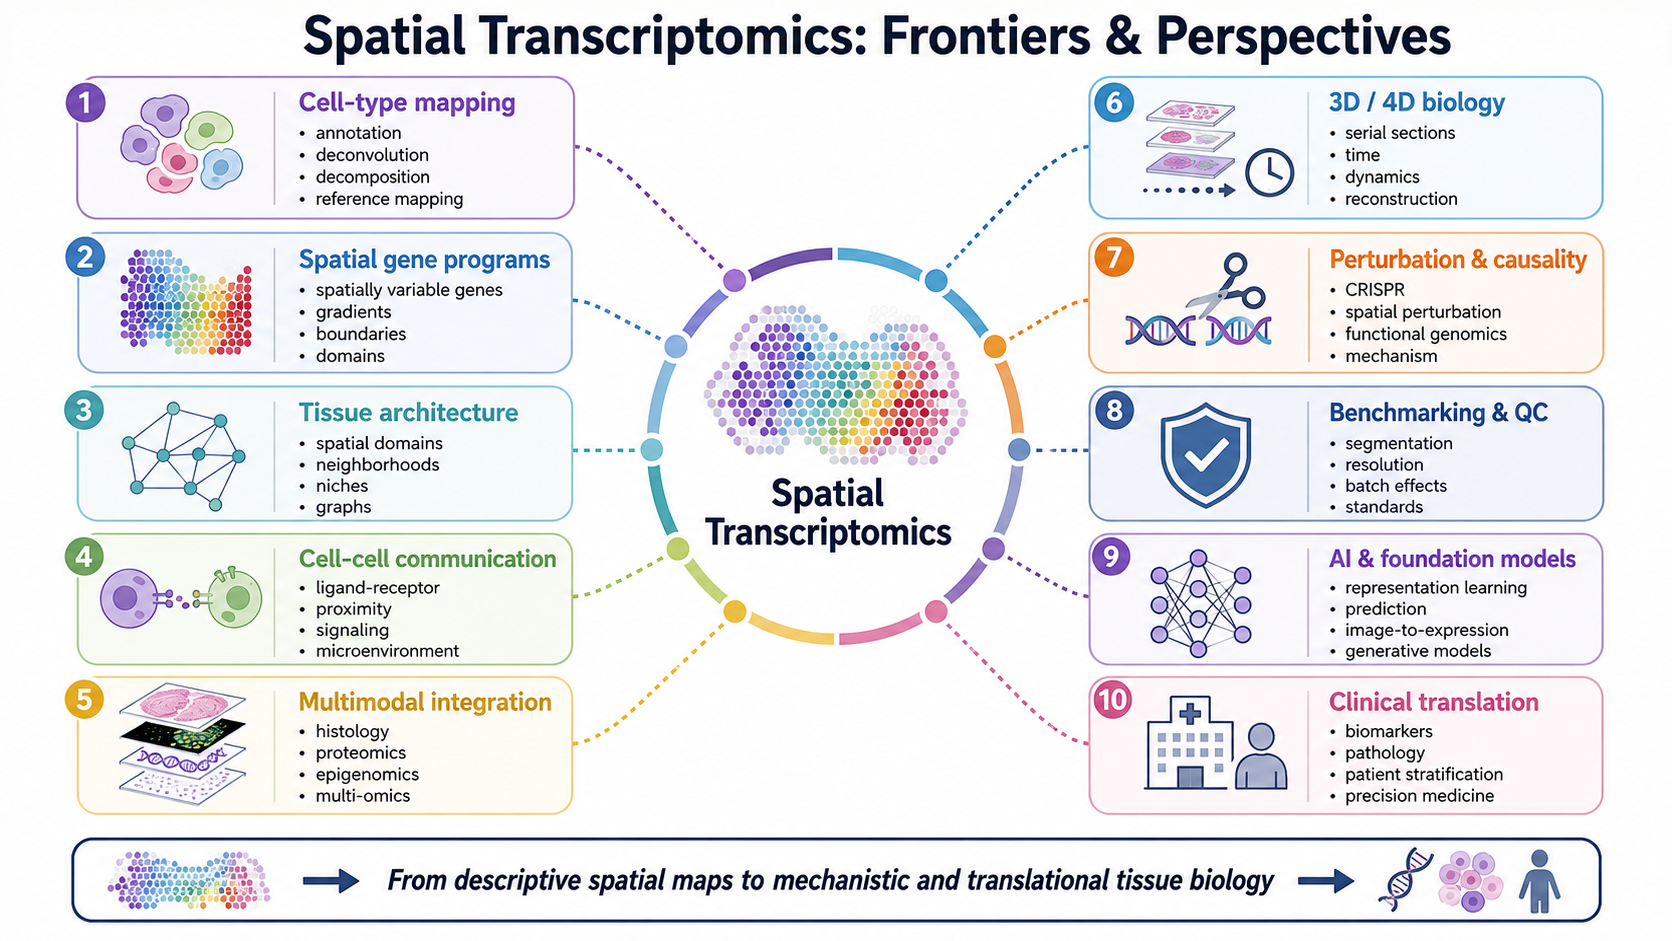 Spatial Transcriptomics: Frontiers & Perspectives
1
Cell-type mapping
• annotation
• deconvolution
• decomposition
• reference mapping
2
Spatial gene programs
• spatially variable genes
• gradients
• boundaries
• domains
3
Tissue architecture
• spatial domains
• neighborhoods
• niches
• graphs
4
Cell-cell communication
• ligand-receptor
• proximity
• signaling
• microenvironment
5
Multimodal integration
• histology
• proteomics
• epigenomics
• multi-omics
Spatial
Transcriptomics
6
3D / 4D biology
• serial sections
• time
• dynamics
• reconstruction
7
Perturbation & causality
• CRISPR
• spatial perturbation
• functional genomics
• mechanism
8
Benchmarking & QC
• segmentation
• resolution
• batch effects
• standards
9
AI & foundation models
• representation learning
• prediction
• image-to-expression
• generative models
10
Clinical translation
• biomarkers
• pathology
• patient stratification
• precision medicine
From descriptive spatial maps to mechanistic and translational tissue biology